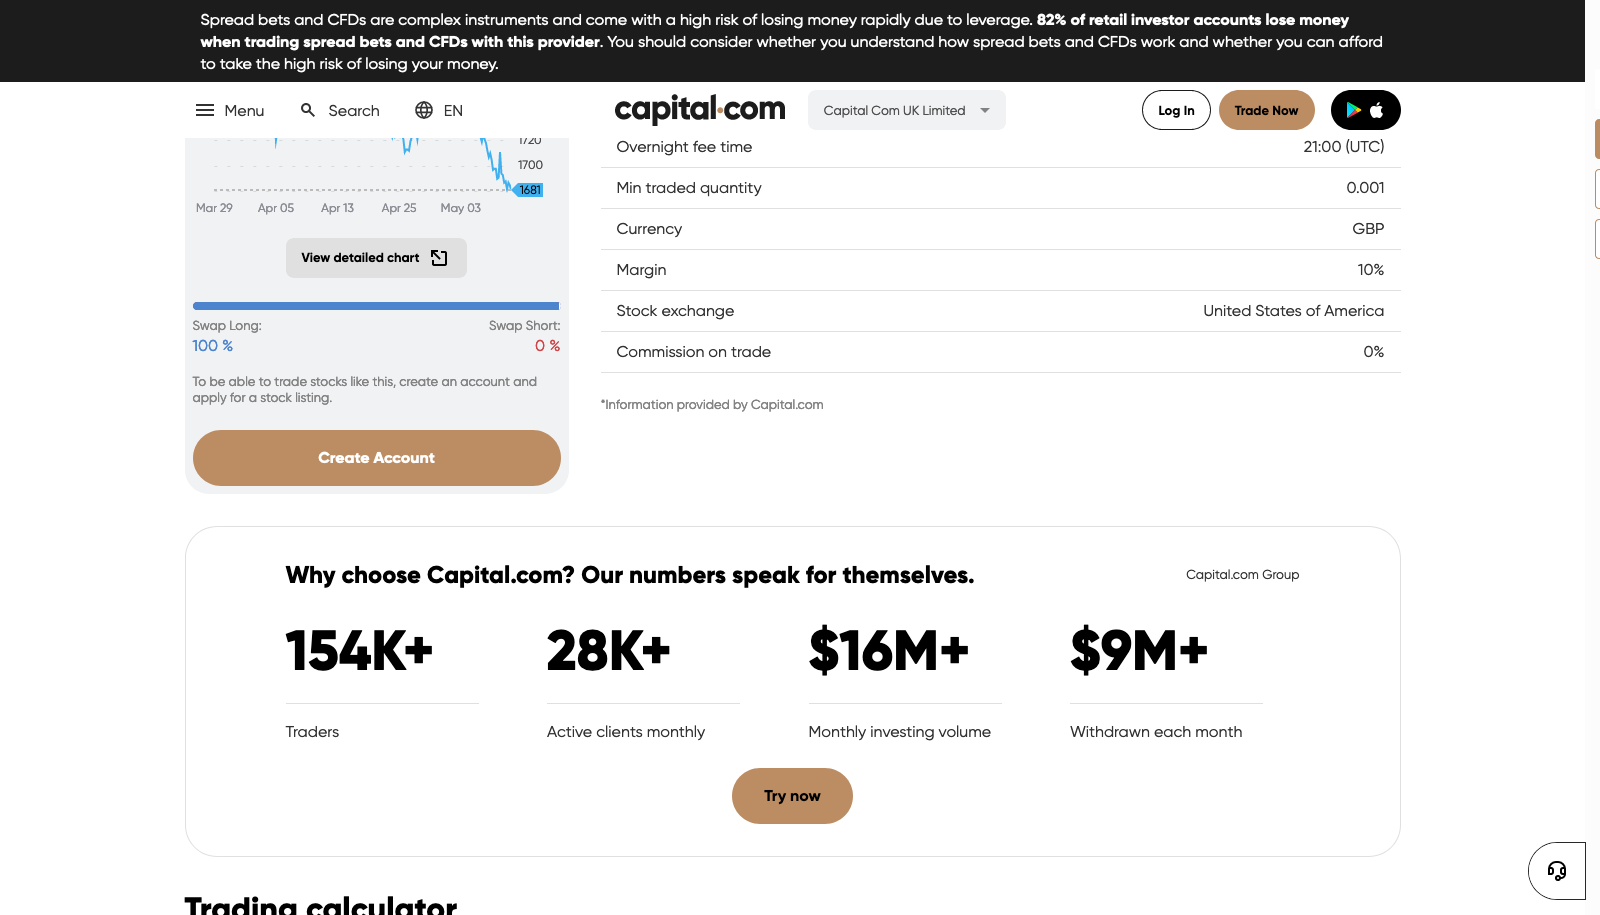 Spread bets and CFDs are complex instruments and come with a high risk of losing money rapidly due to leverage. 82% of retail investor accounts lose money
when trading spread bets and CFDs with this provider. You should consider whether you understand how spread bets and CFDs work and whether you can afford
to take the high risk of losing your money.
Menu Search EN capital.com Capital Com UK Limited Log In Trade Now
1720
1700
1681
Mar 29 Apr 05 Apr 13 Apr 25 May 03
View detailed chart
Swap Long: Swap Short:
100 % 0 %
To be able to trade stocks like this, create an account and
apply for a stock listing.
Create Account
Overnight fee time 21:00 (UTC)
Min traded quantity 0.001
Currency GBP
Margin 10%
Stock exchange United States of America
Commission on trade 0%
*Information provided by Capital.com
Why choose Capital.com? Our numbers speak for themselves. Capital.com Group
154K+ 28K+ $16M+ $9M+
Traders Active clients monthly Monthly investing volume Withdrawn each month
Try now
Trading calculator